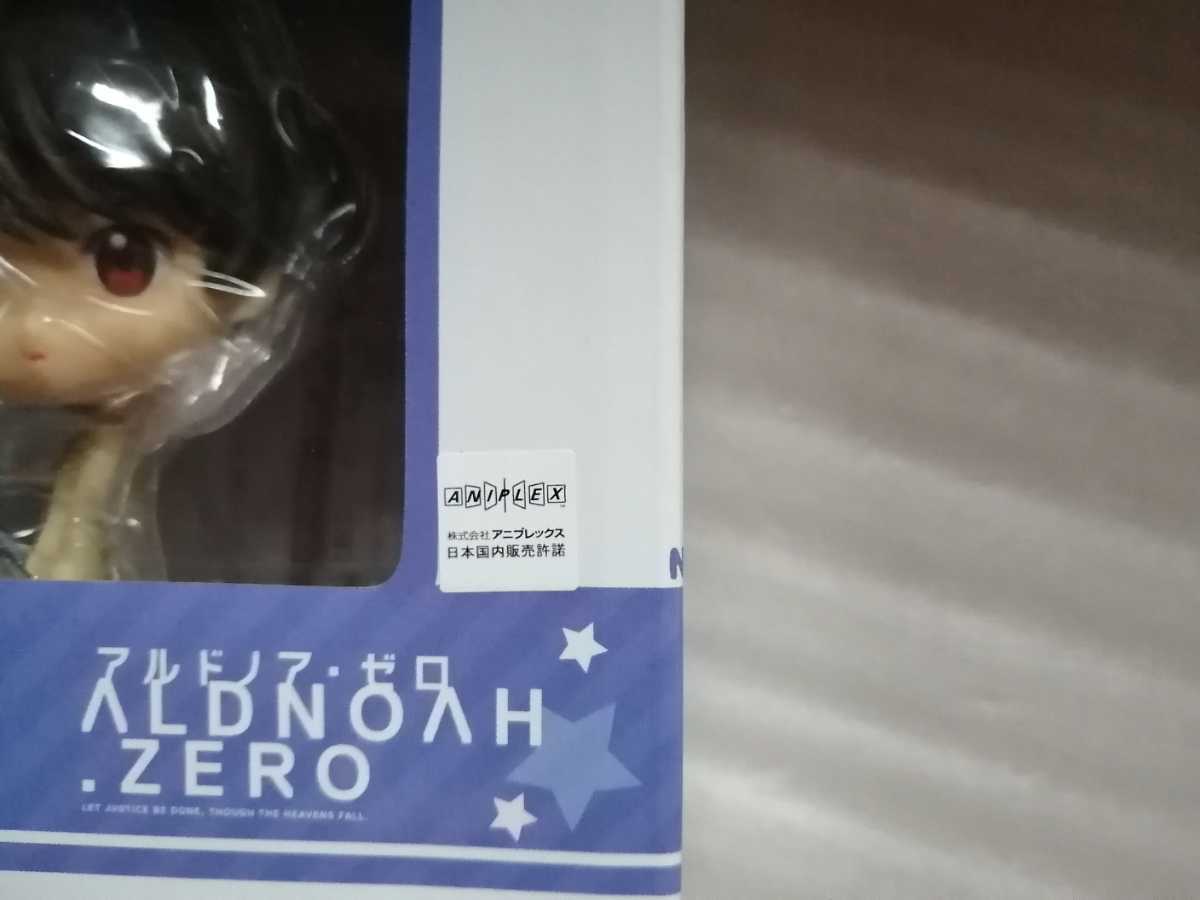 ANIPLEX
株式会社アニプレックス
日本国内販売許諾
アルドノア・ゼロ
ALDNOAH
.ZERO
LET JUSTICE BE DONE, THOUGH THE HEAVENS FALL.